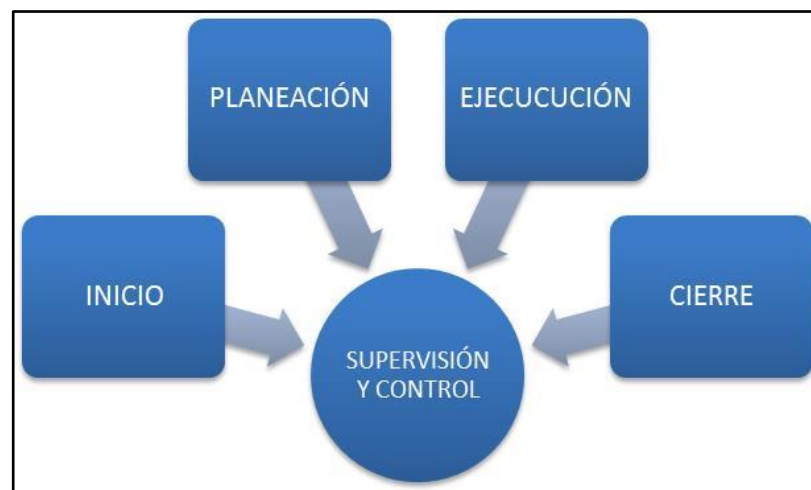 PLANEACIÓN
EJECUCUCIÓN
INICIO
CIERRE
SUPERVISIÓN
Y CONTROL